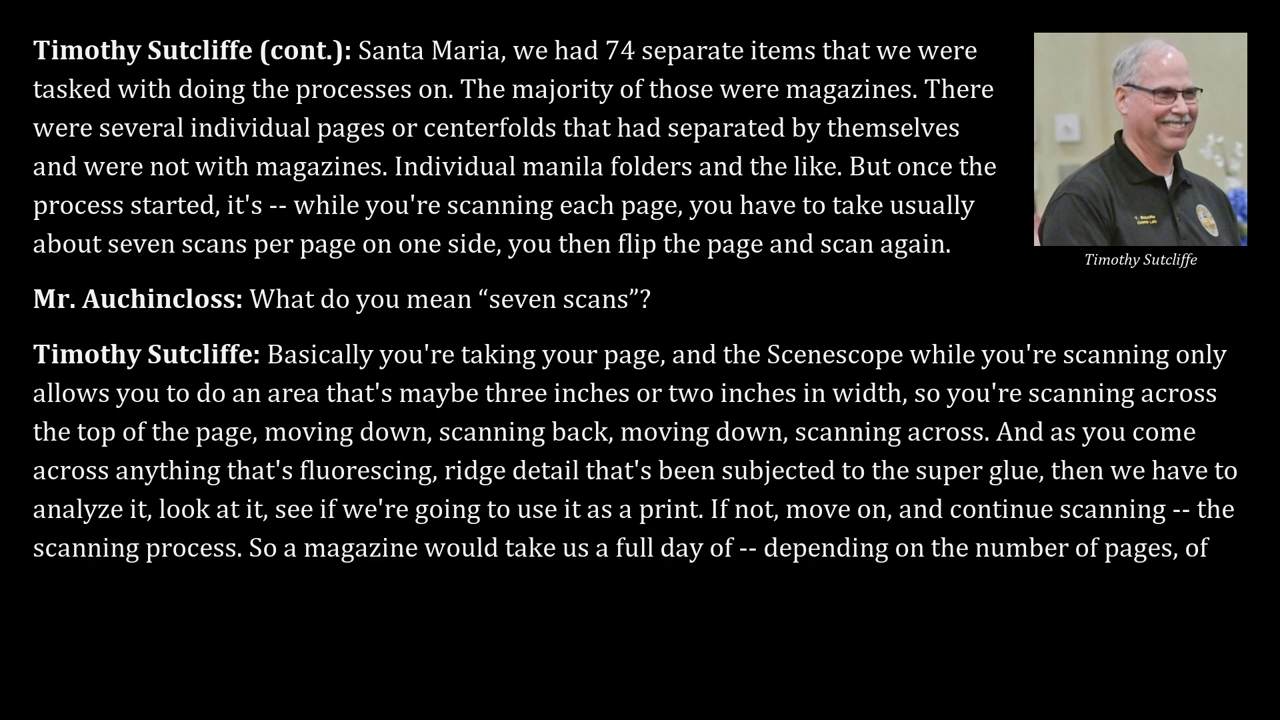 Timothy Sutcliffe (cont.): Santa Maria, we had 74 separate items that we were
tasked with doing the processes on. The majority of those were magazines. There
were several individual pages or centerfolds that had separated by themselves
and were not with magazines. Individual manila folders and the like. But once the
process started, it's -- while you're scanning each page, you have to take usually
about seven scans per page on one side, you then flip the page and scan again.
Timothy Sutcliffe
Mr. Auchincloss: What do you mean “seven scans”?
Timothy Sutcliffe: Basically you're taking your page, and the Scenescope while you're scanning only
allows you to do an area that's maybe three inches or two inches in width, so you're scanning across
the top of the page, moving down, scanning back, moving down, scanning across. And as you come
across anything that's fluorescing, ridge detail that's been subjected to the super glue, then we have to
analyze it, look at it, see if we're going to use it as a print. If not, move on, and continue scanning -- the
scanning process. So a magazine would take us a full day of -- depending on the number of pages, of